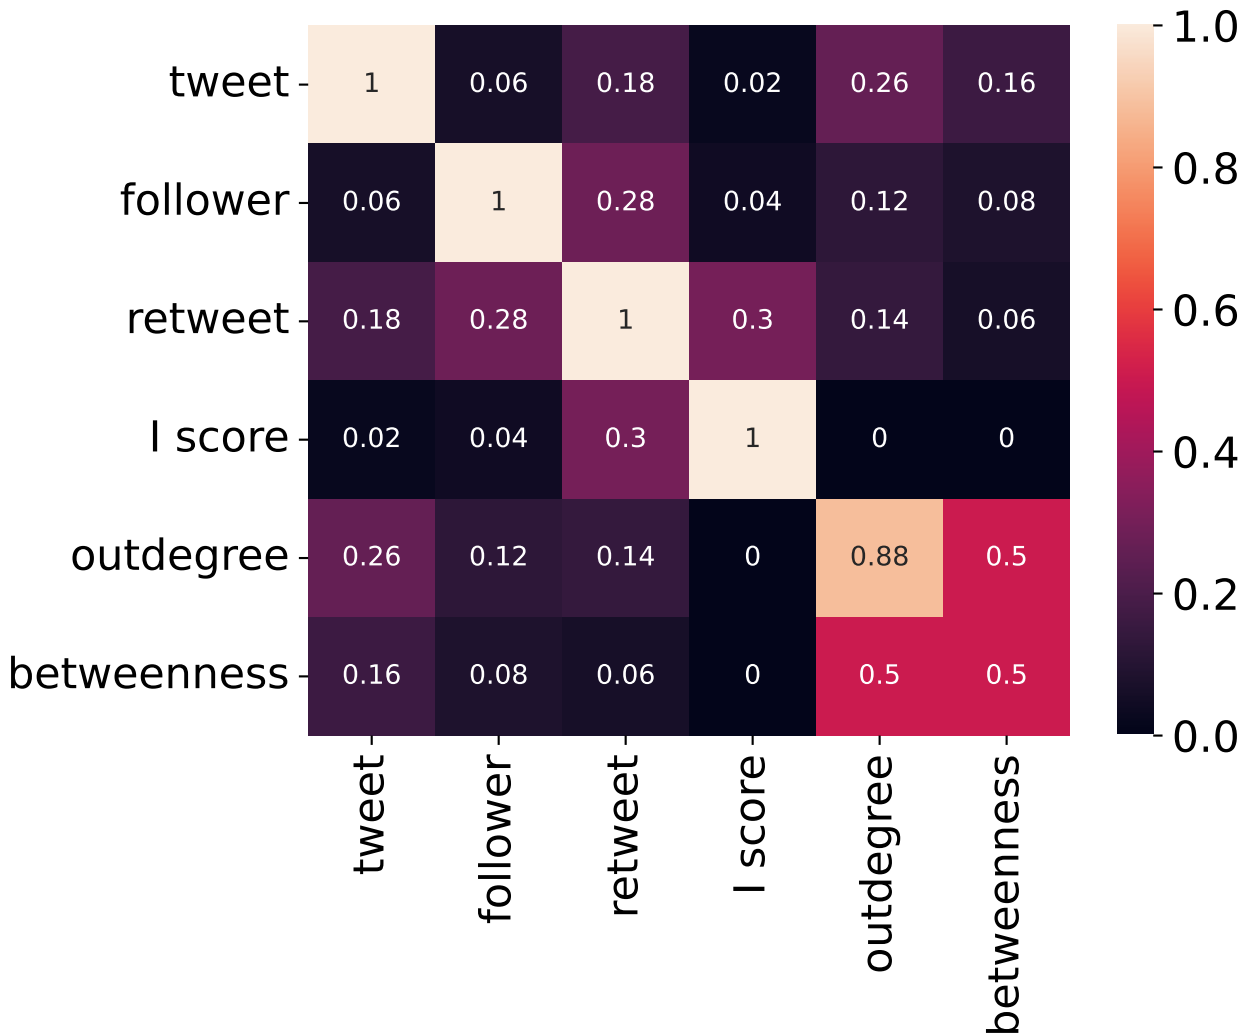 1.0
tweet 1 0.06 0.18 0.02 0.26 0.16
0.8
follower 0.06 1 0.28 0.04 0.12 0.08
retweet 0.18 0.28 1 0.3 0.14 0.06
0.6
I score 0.02 0.04 0.3 1 0 0
0.4
outdegree 0.26 0.12 0.14 0 0.88 0.5
0.2
betweenness 0.16 0.08 0.06 0 0.5 0.5
0.0
tweet
follower
retweet
I score
outdegree
betweenness